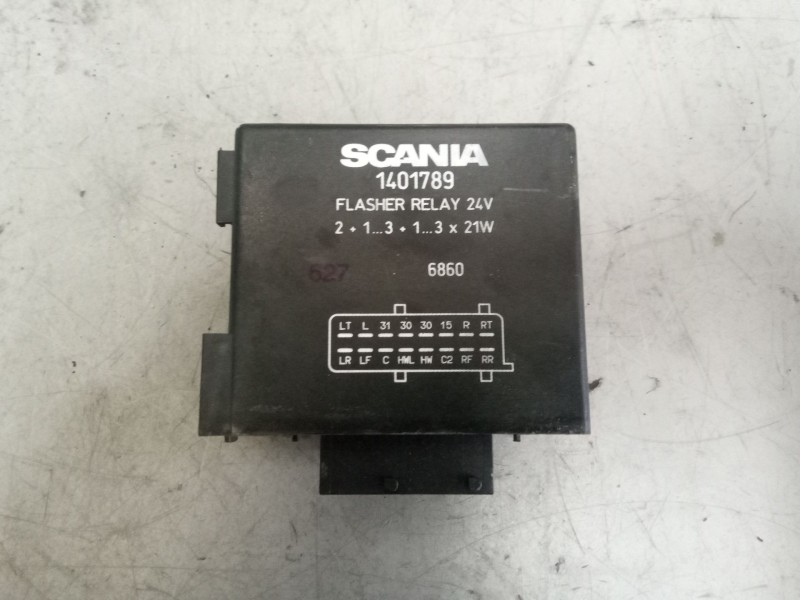 SCANIA
1401789
FLASHER RELAY 24V
2 + 1...3 + 1...3 x 21W
627 6860
LT L 31 30 30 15 R RT
LR LF C HWL HW C2 RF RR